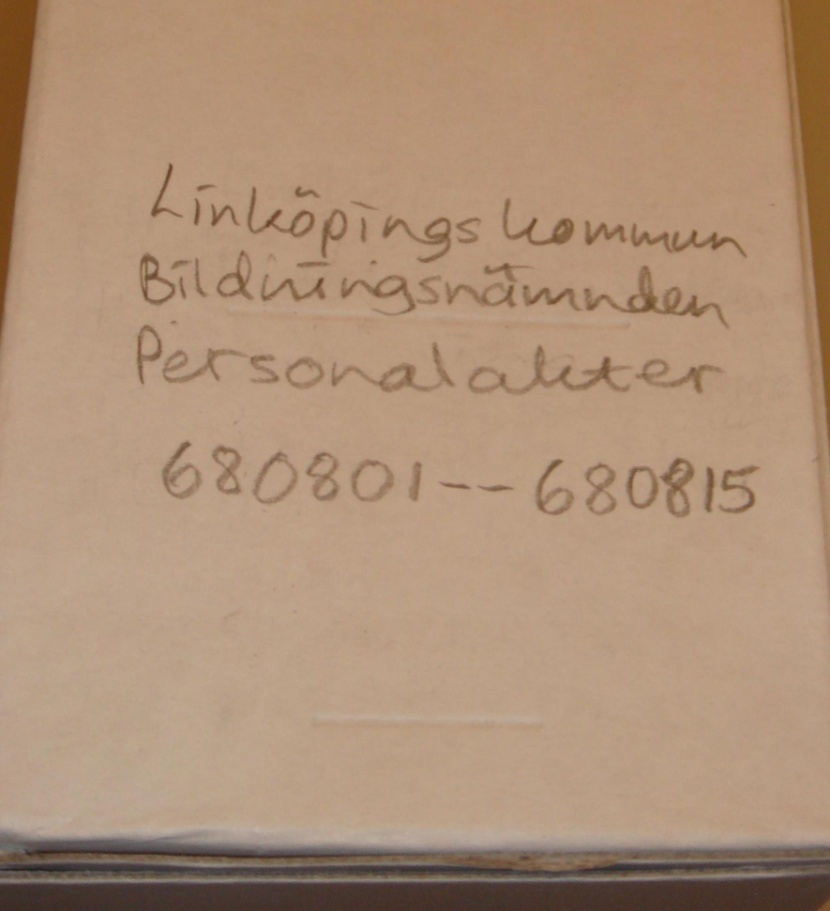 Linköpings kommun
Bildningsnämnden
Personalakter
680801--680815